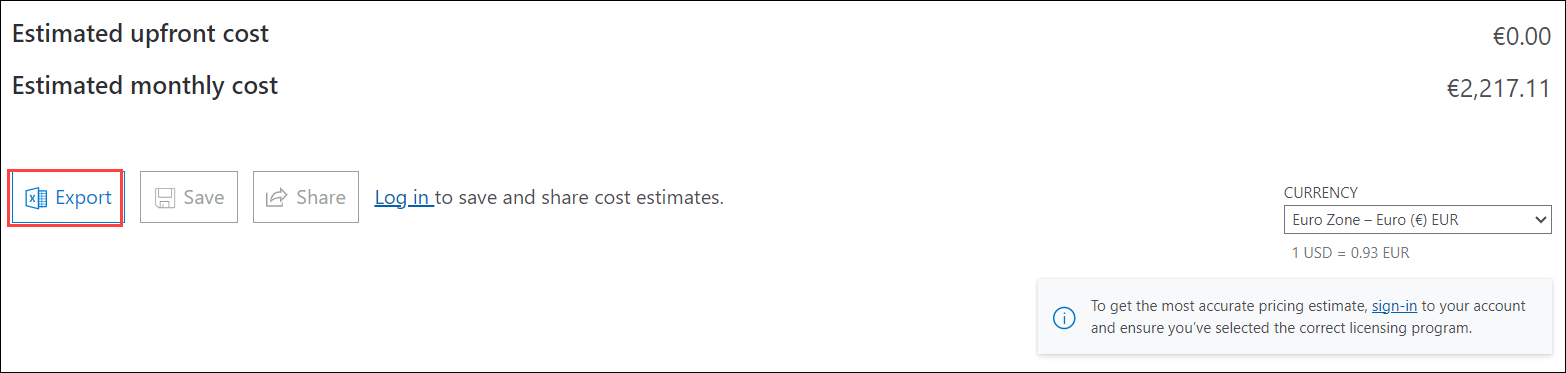 Estimated upfront cost €0.00
Estimated monthly cost €2,217.11
Export Save Share Log in to save and share cost estimates.
CURRENCY
Euro Zone – Euro (€) EUR
1 USD = 0.93 EUR
To get the most accurate pricing estimate, sign-in to your account
and ensure you’ve selected the correct licensing program.